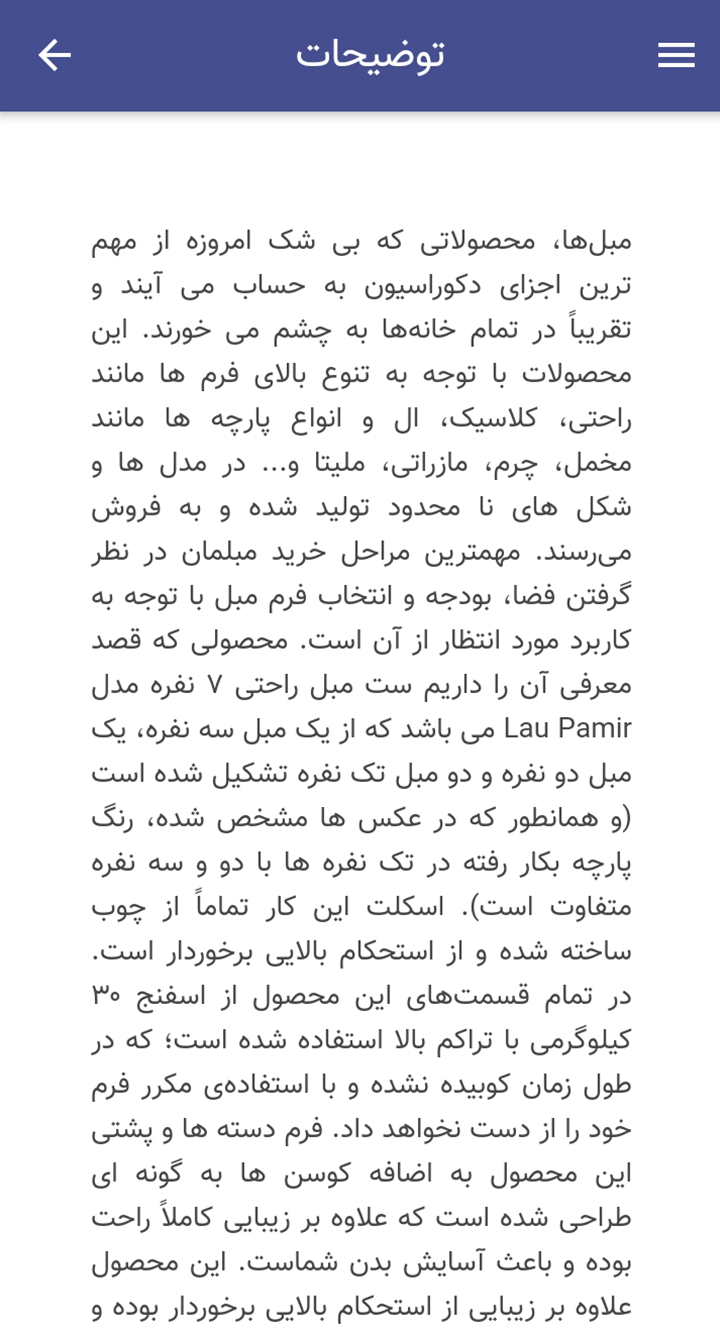 توضیحات
مبل‌ها، محصولاتی که بی شک امروزه از مهم
ترین اجزای دکوراسیون به حساب می آیند و
تقریباً در تمام خانه‌ها به چشم می خورند. این
محصولات با توجه به تنوع بالای فرم ها مانند
راحتی، کلاسیک، ال و انواع پارچه ها مانند
مخمل، چرم، مازراتی، ملیتا و... در مدل ها و
شکل های نا محدود تولید شده و به فروش
می‌رسند. مهمترین مراحل خرید مبلمان در نظر
گرفتن فضا، بودجه و انتخاب فرم مبل با توجه به
کاربرد مورد انتظار از آن است. محصولی که قصد
معرفی آن را داریم ست مبل راحتی ۷ نفره مدل
Lau Pamir می باشد که از یک مبل سه نفره، یک
مبل دو نفره و دو مبل تک نفره تشکیل شده است
(و همانطور که در عکس ها مشخص شده، رنگ
پارچه بکار رفته در تک نفره ها با دو و سه نفره
متفاوت است). اسکلت این کار تماماً از چوب
ساخته شده و از استحکام بالایی برخوردار است.
در تمام قسمت‌های این محصول از اسفنج ۳۰
کیلوگرمی با تراکم بالا استفاده شده است؛ که در
طول زمان کوبیده نشده و با استفاده‌ی مکرر فرم
خود را از دست نخواهد داد. فرم دسته ها و پشتی
این محصول به اضافه کوسن ها به گونه ای
طراحی شده است که علاوه بر زیبایی کاملاً راحت
بوده و باعث آسایش بدن شماست. این محصول
علاوه بر زیبایی از استحکام بالایی برخوردار بوده و